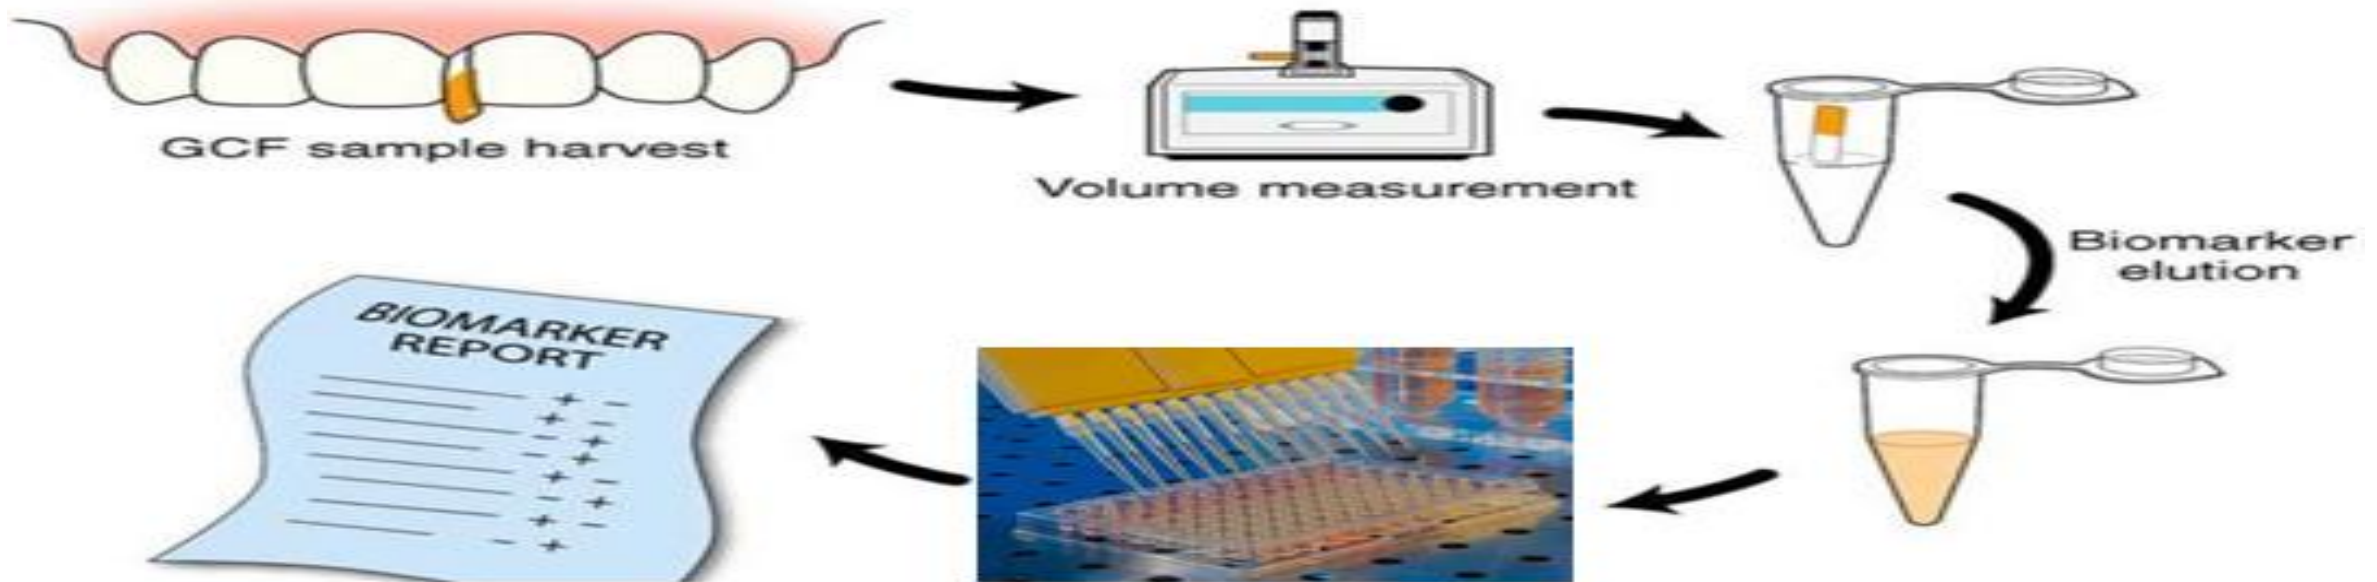 GCF sample harvest
Volume measurement
Biomarker
elution
BIOMARKER
REPORT
+ -
+ -
- +
- +
+ -
- +
+ -
- +